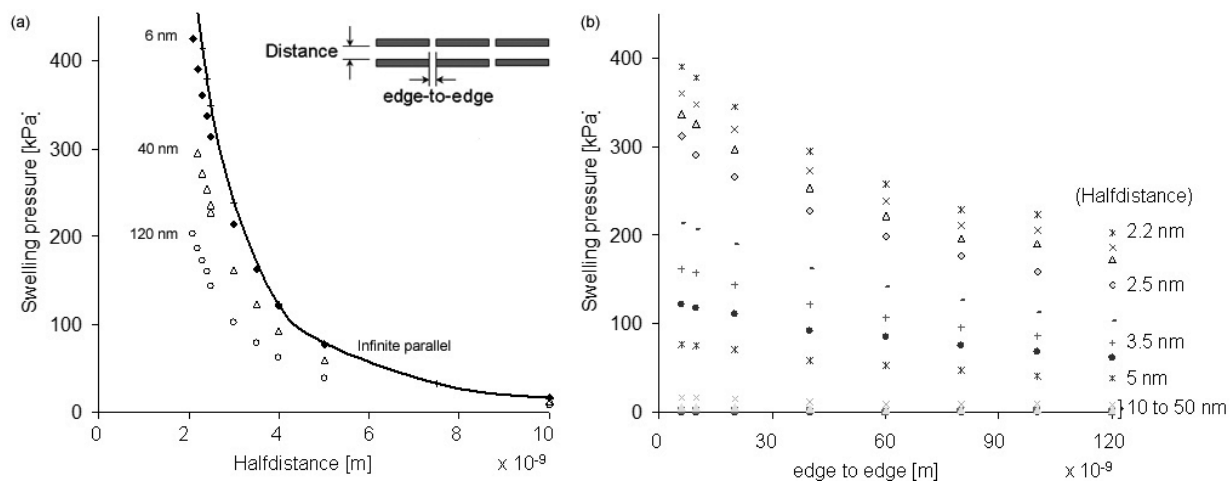 (a)
Swelling pressure [kPa]
400
300
200
100
0
6 nm
40 nm
120 nm
Distance
edge-to-edge
Infinite parallel
0 2 4 6 8 10
Halfdistance [m] x 10-9
(b)
Swelling pressure [kPa]
400
300
200
100
0
(Halfdistance)
2.2 nm
2.5 nm
3.5 nm
5 nm
}10 to 50 nm
0 30 60 90 120
edge to edge [m] x 10-9